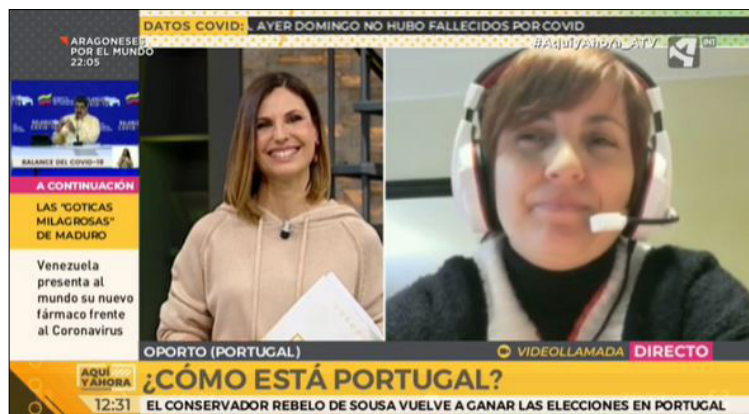 DATOS COVID: AYER DOMINGO NO HUBO FALLECIDOS POR COVID
ARAGONESES
POR EL MUNDO
22:05
#AquiyAhora_ATV
BALANCE DEL COVID-19
A CONTINUACIÓN
LAS "GOTICAS
MILAGROSAS"
DE MADURO
Venezuela
presenta al
mundo su nuevo
fármaco frente
al Coronavirus
OPORTO (PORTUGAL)
VIDEOLLAMADA DIRECTO
AQUÍ
Y AHORA
¿CÓMO ESTÁ PORTUGAL?
12:31 EL CONSERVADOR REBELO DE SOUSA VUELVE A GANAR LAS ELECCIONES EN PORTUGAL